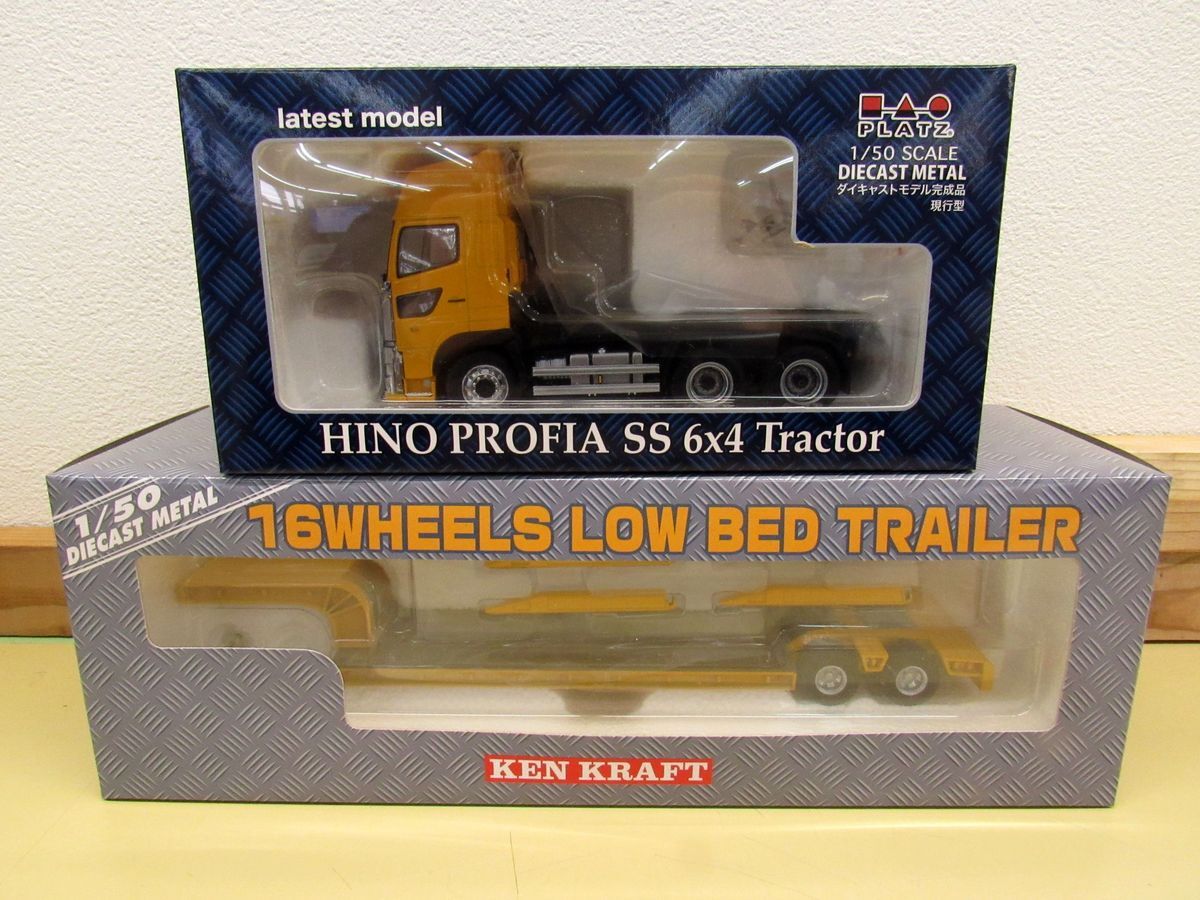 latest model
PLATZ
1/50 SCALE
DIECAST METAL
ダイキャストモデル完成品
現行型
HINO PROFIA SS 6x4 Tractor
1/50
DIECAST METAL
16WHEELS LOW BED TRAILER
KEN KRAFT